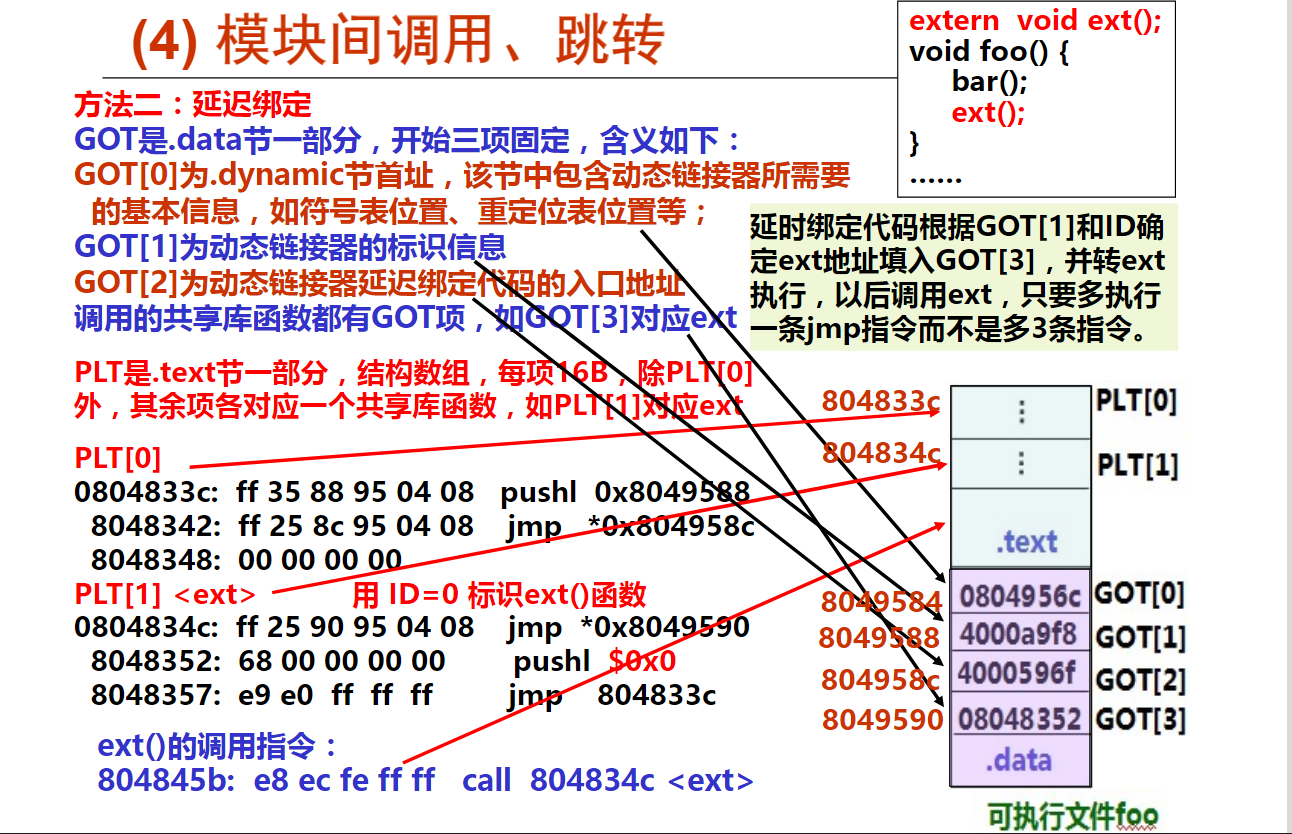 (4) 模块间调用、跳转
extern void ext();
void foo() {
bar();
ext();
}
......
方法二：延迟绑定
GOT是.data节一部分，开始三项固定，含义如下：
GOT[0]为.dynamic节首址，该节中包含动态链接器所需要
的基本信息，如符号表位置、重定位表位置等；
GOT[1]为动态链接器的标识信息
GOT[2]为动态链接器延迟绑定代码的入口地址
调用的共享库函数都有GOT项，如GOT[3]对应ext
延时绑定代码根据GOT[1]和ID确
定ext地址填入GOT[3]，并转ext
执行，以后调用ext，只要多执行
一条jmp指令而不是多3条指令。
PLT是.text节一部分，结构数组，每项16B，除PLT[0]
外，其余项各对应一个共享库函数，如PLT[1]对应ext
PLT[0]
0804833c: ff 35 88 95 04 08 pushl 0x8049588
8048342: ff 25 8c 95 04 08 jmp *0x804958c
8048348: 00 00 00 00
PLT[1] <ext> 用 ID=0 标识ext()函数
0804834c: ff 25 90 95 04 08 jmp *0x8049590
8048352: 68 00 00 00 00 pushl $0x0
8048357: e9 e0 ff ff ff jmp 804833c
ext()的调用指令：
804845b: e8 ec fe ff ff call 804834c <ext>
804833c ⋮ PLT[0]
804834c ⋮ PLT[1]
.text
8049584 0804956c GOT[0]
8049588 4000a9f8 GOT[1]
804958c 4000596f GOT[2]
8049590 08048352 GOT[3]
.data
可执行文件foo